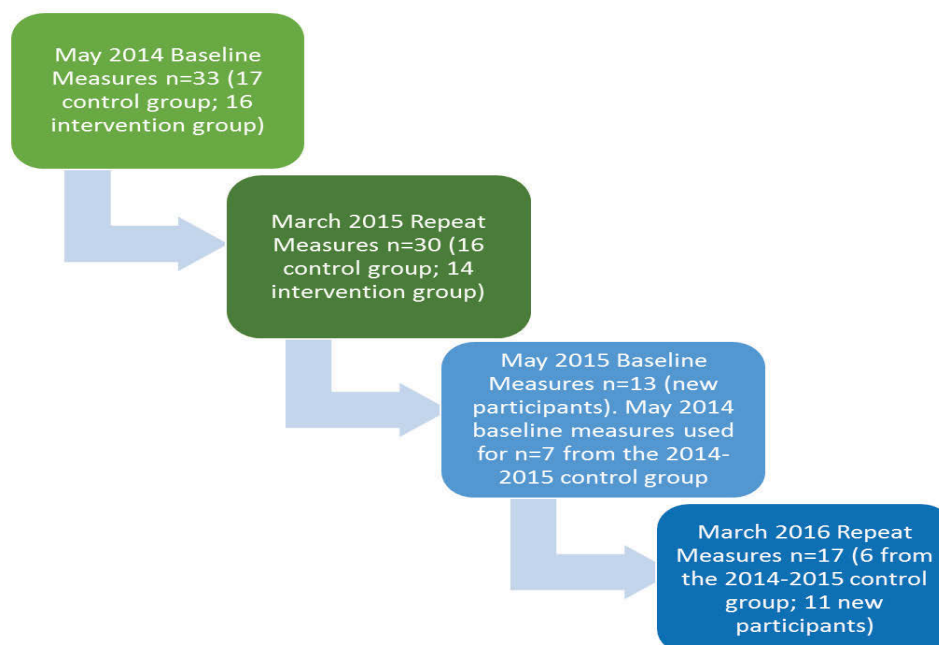 May 2014 Baseline
Measures n=33 (17
control group; 16
intervention group)
March 2015 Repeat
Measures n=30 (16
control group; 14
intervention group)
May 2015 Baseline
Measures n=13 (new
participants). May 2014
baseline measures used
for n=7 from the 2014-
2015 control group
March 2016 Repeat
Measures n=17 (6 from
the 2014-2015 control
group; 11 new
participants)